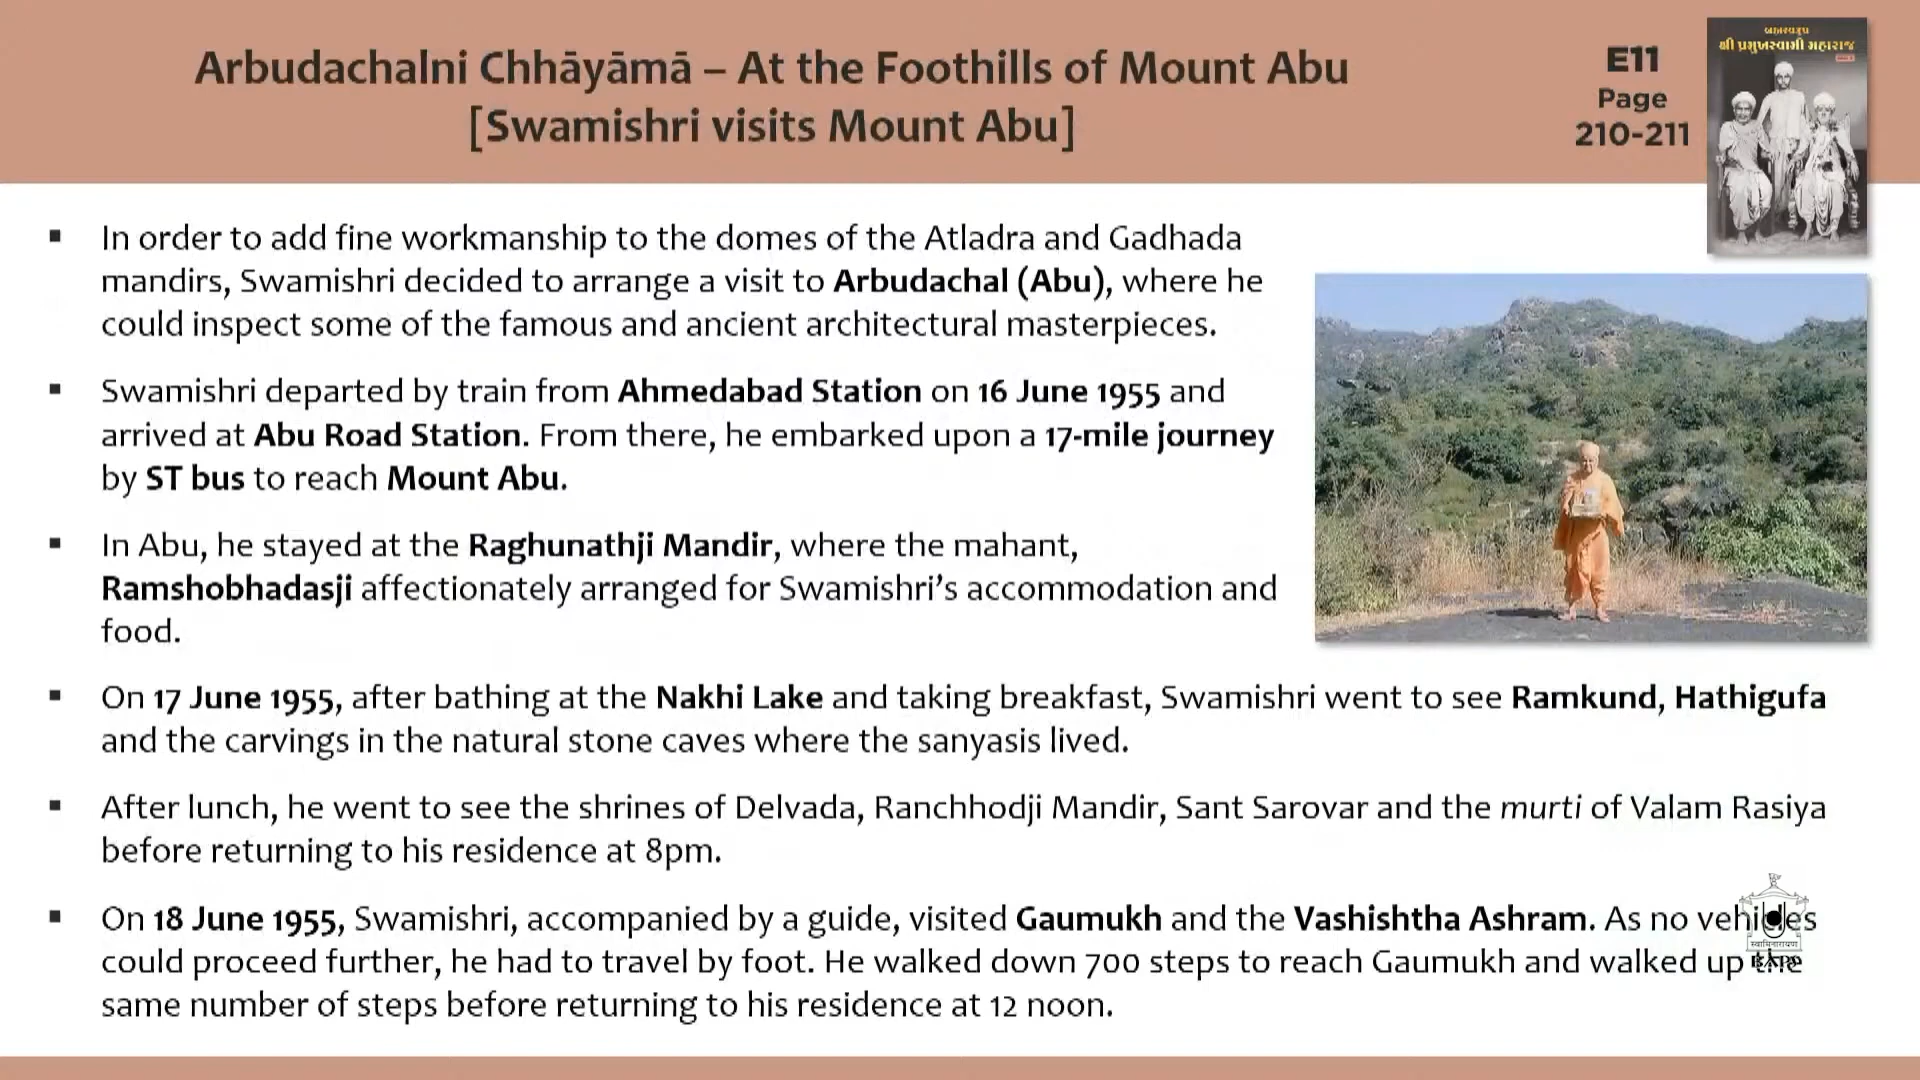 Arbudachalni Chhāyāmā – At the Foothills of Mount Abu
[Swamishri visits Mount Abu]
E11
Page
210-211
બ્રહ્મસ્વરૂપ
શ્રી પ્રમુખસ્વામી મહારાજ
▪ In order to add fine workmanship to the domes of the Atladra and Gadhada
mandirs, Swamishri decided to arrange a visit to Arbudachal (Abu), where he
could inspect some of the famous and ancient architectural masterpieces.
▪ Swamishri departed by train from Ahmedabad Station on 16 June 1955 and
arrived at Abu Road Station. From there, he embarked upon a 17-mile journey
by ST bus to reach Mount Abu.
▪ In Abu, he stayed at the Raghunathji Mandir, where the mahant,
Ramshobhadasji affectionately arranged for Swamishri’s accommodation and
food.
▪ On 17 June 1955, after bathing at the Nakhi Lake and taking breakfast, Swamishri went to see Ramkund, Hathigufa
and the carvings in the natural stone caves where the sanyasis lived.
▪ After lunch, he went to see the shrines of Delvada, Ranchhodji Mandir, Sant Sarovar and the murti of Valam Rasiya
before returning to his residence at 8pm.
▪ On 18 June 1955, Swamishri, accompanied by a guide, visited Gaumukh and the Vashishtha Ashram. As no vehicles
could proceed further, he had to travel by foot. He walked down 700 steps to reach Gaumukh and walked up the
same number of steps before returning to his residence at 12 noon.
स्वामिनारायण
BAPS